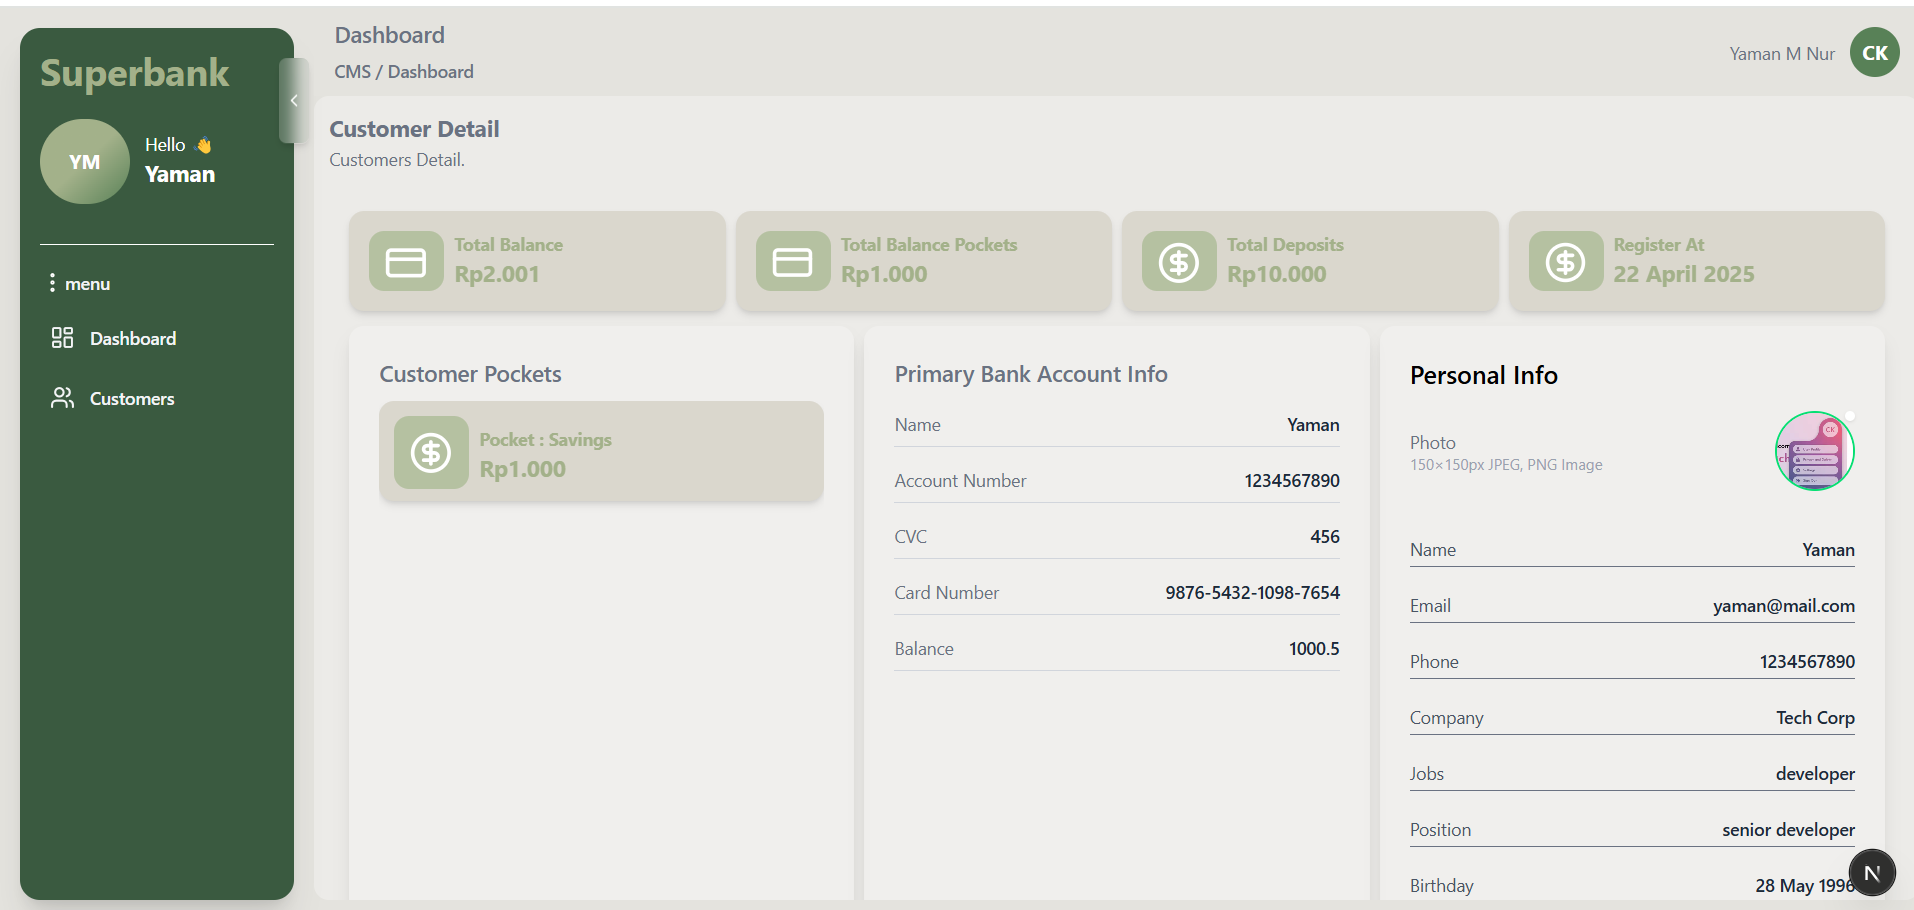 Superbank
YM
Hello 👋
Yaman
menu
Dashboard
Customers
Dashboard
CMS / Dashboard
Yaman M Nur
CK
Customer Detail
Customers Detail.
Total Balance
Rp2.001
Total Balance Pockets
Rp1.000
Total Deposits
Rp10.000
Register At
22 April 2025
Customer Pockets
Pocket : Savings
Rp1.000
Primary Bank Account Info
Name Yaman
Account Number 1234567890
CVC 456
Card Number 9876-5432-1098-7654
Balance 1000.5
Personal Info
Photo
150×150px JPEG, PNG Image
CK
Name Yaman
Email yaman@mail.com
Phone 1234567890
Company Tech Corp
Jobs developer
Position senior developer
Birthday 28 May 1996
N